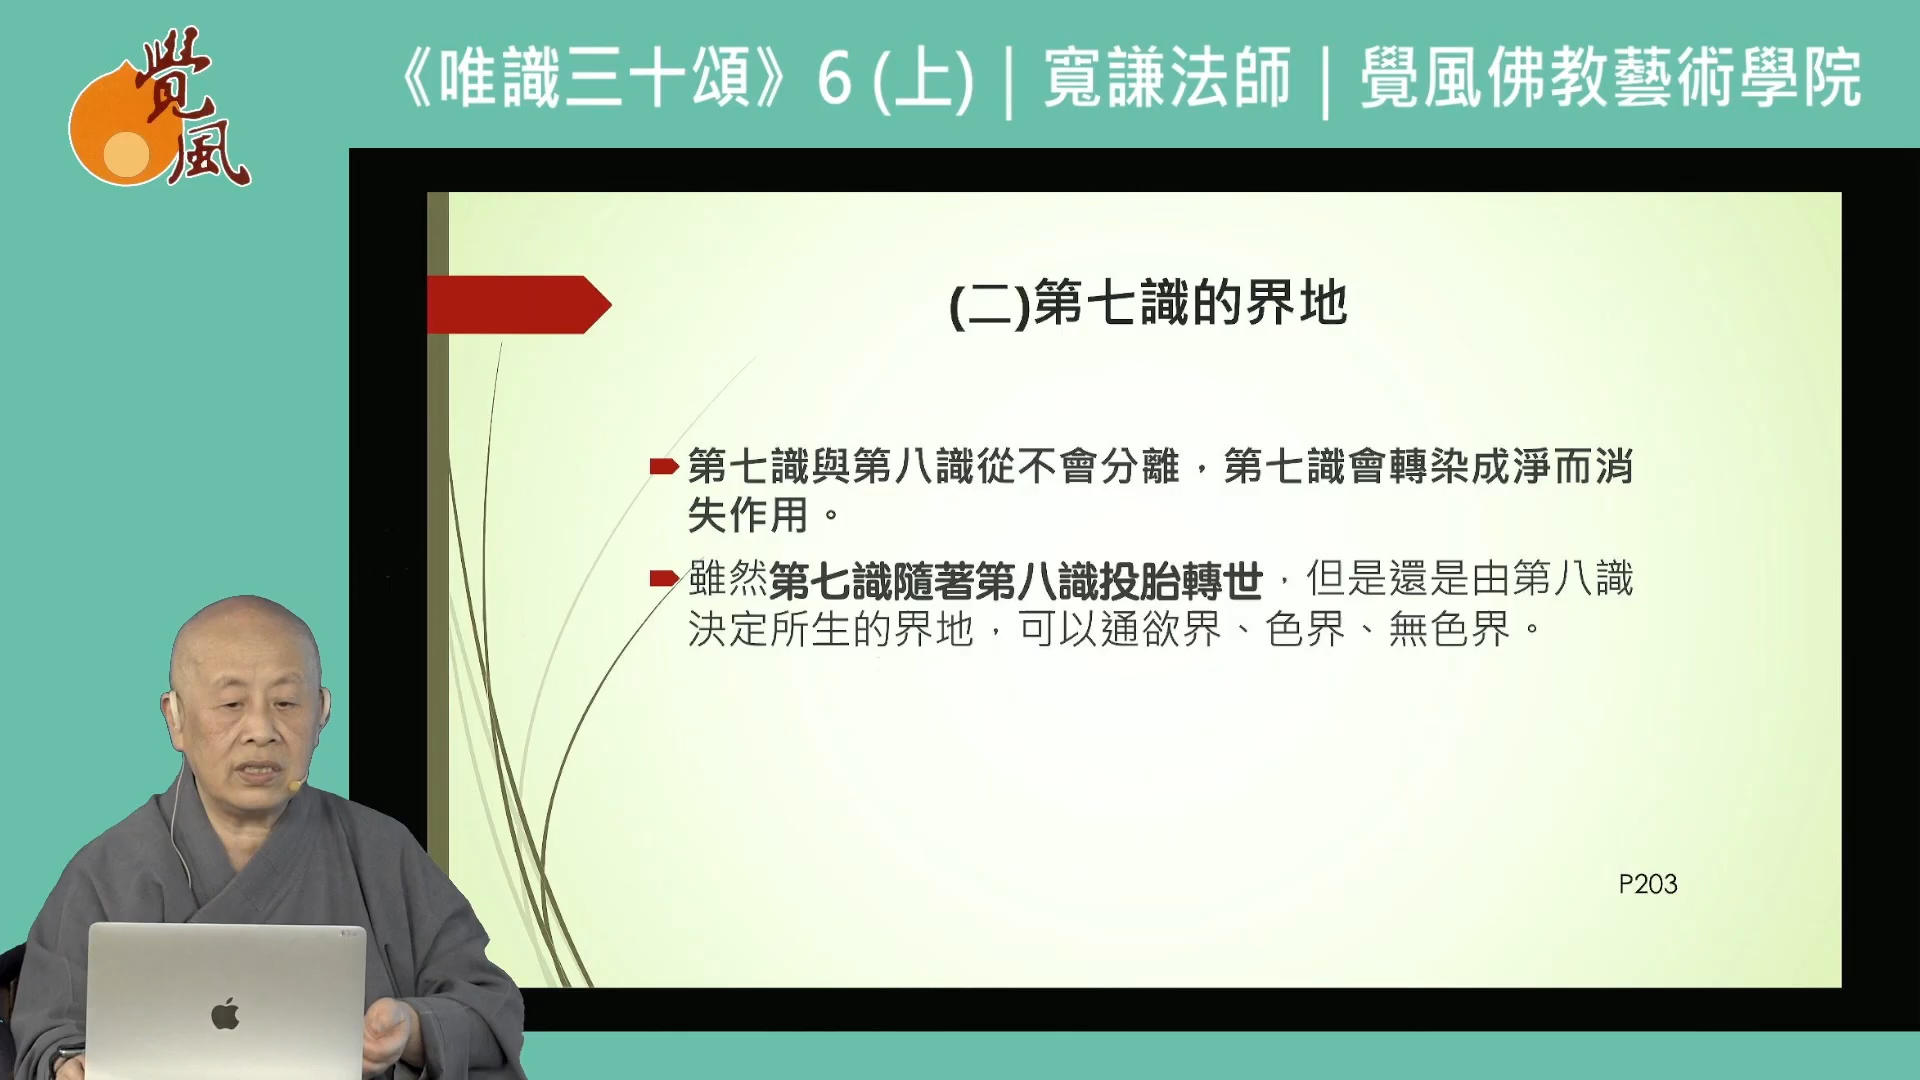 覺風
《唯識三十頌》6 (上)｜寬謙法師｜覺風佛教藝術學院
(二)第七識的界地
第七識與第八識從不會分離，第七識會轉染成淨而消
失作用。
雖然第七識隨著第八識投胎轉世，但是還是由第八識
決定所生的界地，可以通欲界、色界、無色界。
P203